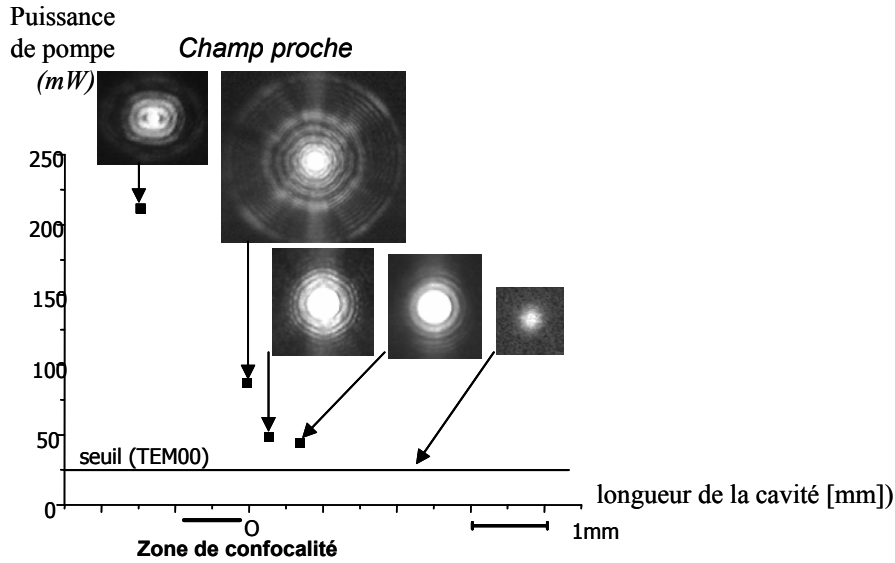 Puissance
de pompe
(mW)
Champ proche
250
200
150
100
50
seuil (TEM00)
0
longueur de la cavité [mm])
O
1mm
Zone de confocalité